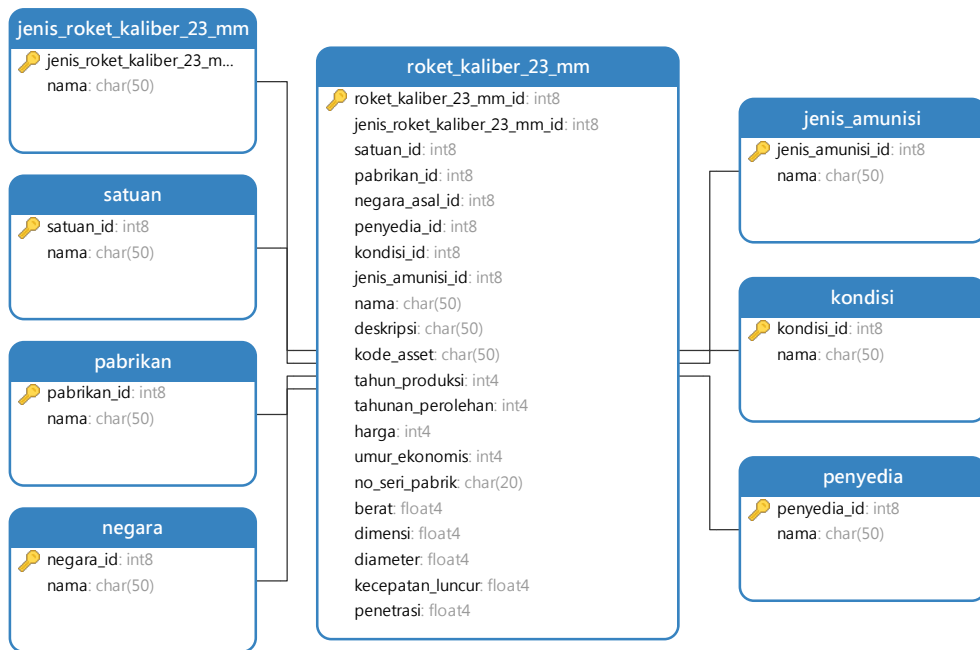 jenis_roket_kaliber_23_mm
jenis_roket_kaliber_23_m...
nama: char(50)
satuan
satuan_id: int8
nama: char(50)
pabrikan
pabrikan_id: int8
nama: char(50)
negara
negara_id: int8
nama: char(50)
roket_kaliber_23_mm
roket_kaliber_23_mm_id: int8
jenis_roket_kaliber_23_mm_id: int8
satuan_id: int8
pabrikan_id: int8
negara_asal_id: int8
penyedia_id: int8
kondisi_id: int8
jenis_amunisi_id: int8
nama: char(50)
deskripsi: char(50)
kode_asset: char(50)
tahun_produksi: int4
tahunan_perolehan: int4
harga: int4
umur_ekonomis: int4
no_seri_pabrik: char(20)
berat: float4
dimensi: float4
diameter: float4
kecepatan_luncur: float4
penetrasi: float4
jenis_amunisi
jenis_amunisi_id: int8
nama: char(50)
kondisi
kondisi_id: int8
nama: char(50)
penyedia
penyedia_id: int8
nama: char(50)